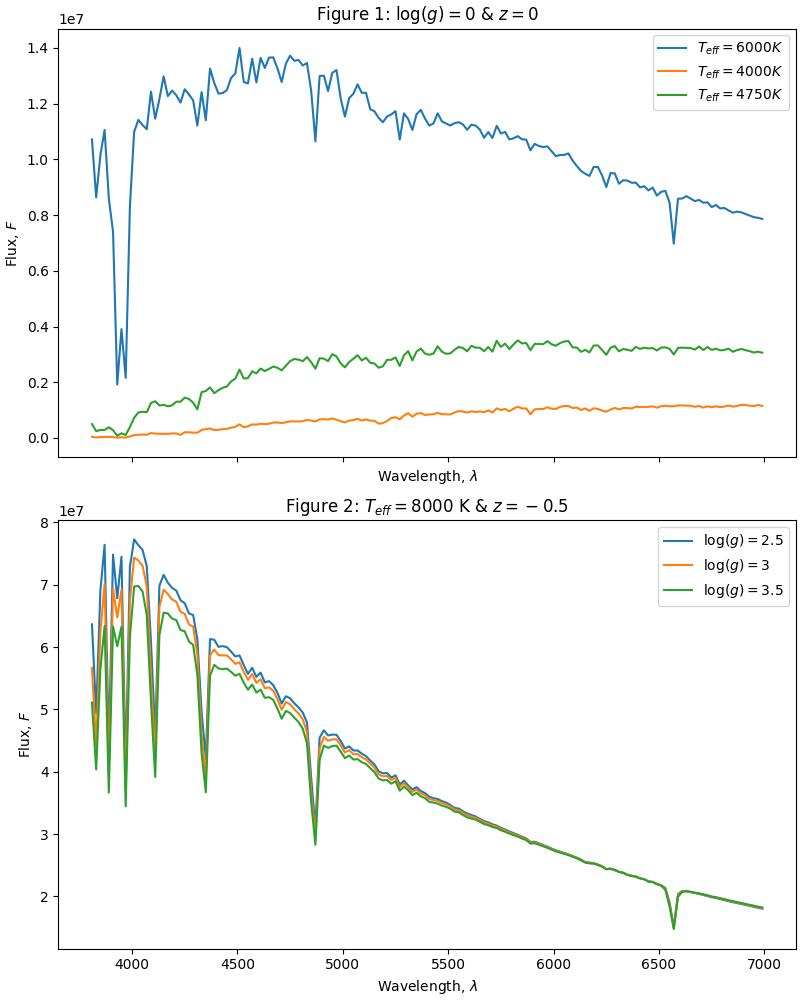 Figure 1: log(g) = 0 & z = 0
1e7
1.4
1.2
1.0
0.8
0.6
0.4
0.2
0.0
Flux, F
T_eff = 6000K
T_eff = 4000K
T_eff = 4750K
Wavelength, λ
Figure 2: T_eff = 8000 K & z = −0.5
1e7
8
7
6
5
4
3
2
Flux, F
log(g) = 2.5
log(g) = 3
log(g) = 3.5
4000 4500 5000 5500 6000 6500 7000
Wavelength, λ